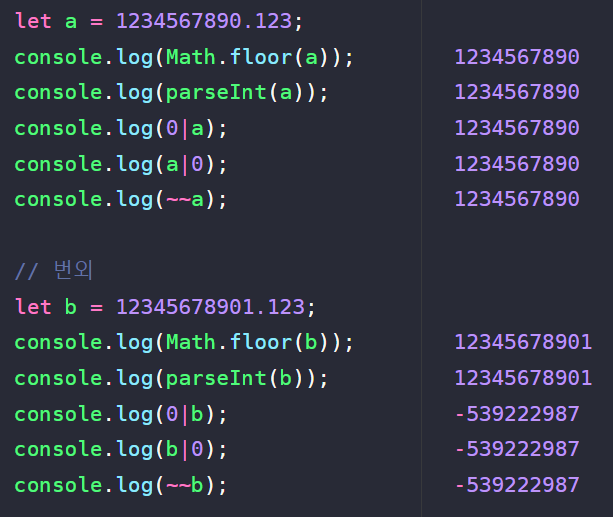 let a = 1234567890.123;
console.log(Math.floor(a)); 1234567890
console.log(parseInt(a)); 1234567890
console.log(0|a); 1234567890
console.log(a|0); 1234567890
console.log(~~a); 1234567890
// 번외
let b = 12345678901.123;
console.log(Math.floor(b)); 12345678901
console.log(parseInt(b)); 12345678901
console.log(0|b); -539222987
console.log(b|0); -539222987
console.log(~~b); -539222987